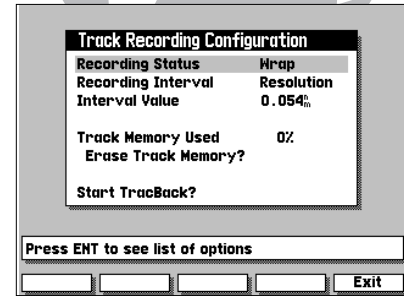 Track Recording Configuration
Recording Status Wrap
Recording Interval Resolution
Interval Value 0.054nm
Track Memory Used 0%
Erase Track Memory?
Start TracBack?
Press ENT to see list of options
Exit